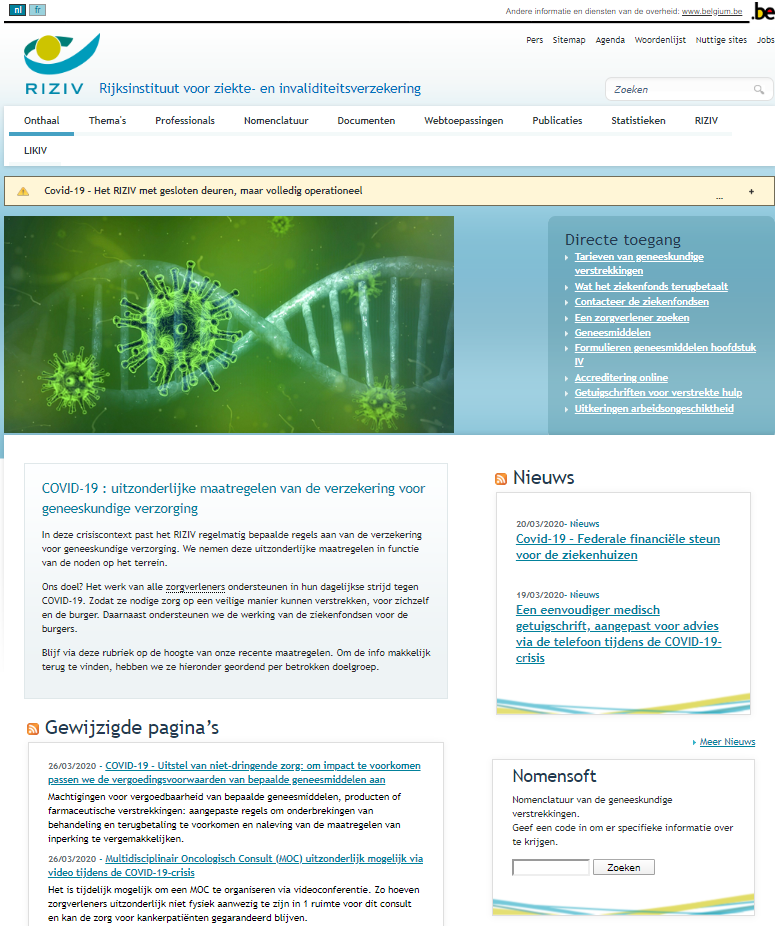 nl fr
Andere informatie en diensten van de overheid: www.belgium.be
.be
Pers Sitemap Agenda Woordenlijst Nuttige sites Jobs
RIZIV Rijksinstituut voor ziekte- en invaliditeitsverzekering
Zoeken
Onthaal Thema's Professionals Nomenclatuur Documenten Webtoepassingen Publicaties Statistieken RIZIV
LIKIV
Covid-19 - Het RIZIV met gesloten deuren, maar volledig operationeel
... +
Directe toegang
Tarieven van geneeskundige
verstrekkingen
Wat het ziekenfonds terugbetaalt
Contacteer de ziekenfondsen
Een zorgverlener zoeken
Geneesmiddelen
Formulieren geneesmiddelen hoofdstuk
IV
Accreditering online
Getuigschriften voor verstrekte hulp
Uitkeringen arbeidsongeschiktheid
COVID-19 : uitzonderlijke maatregelen van de verzekering voor
geneeskundige verzorging
In deze crisiscontext past het RIZIV regelmatig bepaalde regels aan van de verzekering
voor geneeskundige verzorging. We nemen deze uitzonderlijke maatregelen in functie
van de noden op het terrein.
Ons doel? Het werk van alle zorgverleners ondersteunen in hun dagelijkse strijd tegen
COVID-19. Zodat ze nodige zorg op een veilige manier kunnen verstrekken, voor zichzelf
en de burger. Daarnaast ondersteunen we de werking van de ziekenfondsen voor de
burgers.
Blijf via deze rubriek op de hoogte van onze recente maatregelen. Om de info makkelijk
terug te vinden, hebben we ze hieronder geordend per betrokken doelgroep.
Nieuws
20/03/2020- Nieuws
Covid-19 - Federale financiële steun
voor de ziekenhuizen
19/03/2020- Nieuws
Een eenvoudiger medisch
getuigschrift, aangepast voor advies
via de telefoon tijdens de COVID-19-
crisis
Meer Nieuws
Gewijzigde pagina's
26/03/2020 - COVID-19 - Uitstel van niet-dringende zorg: om impact te voorkomen
passen we de vergoedingsvoorwaarden van bepaalde geneesmiddelen aan
Machtigingen voor vergoedbaarheid van bepaalde geneesmiddelen, producten of
farmaceutische verstrekkingen: aangepaste regels om onderbrekingen van
behandeling en terugbetaling te voorkomen en naleving van de maatregelen van
inperking te vergemakkelijken.
26/03/2020 - Multidisciplinair Oncologisch Consult (MOC) uitzonderlijk mogelijk via
video tijdens de COVID-19-crisis
Het is tijdelijk mogelijk om een MOC te organiseren via videoconferentie. Zo hoeven
zorgverleners uitzonderlijk niet fysiek aanwezig te zijn in 1 ruimte voor dit consult
en kan de zorg voor kankerpatiënten gegarandeerd blijven.
Nomensoft
Nomenclatuur van de geneeskundige
verstrekkingen.
Geef een code in om er specifieke informatie over
te krijgen.
Zoeken